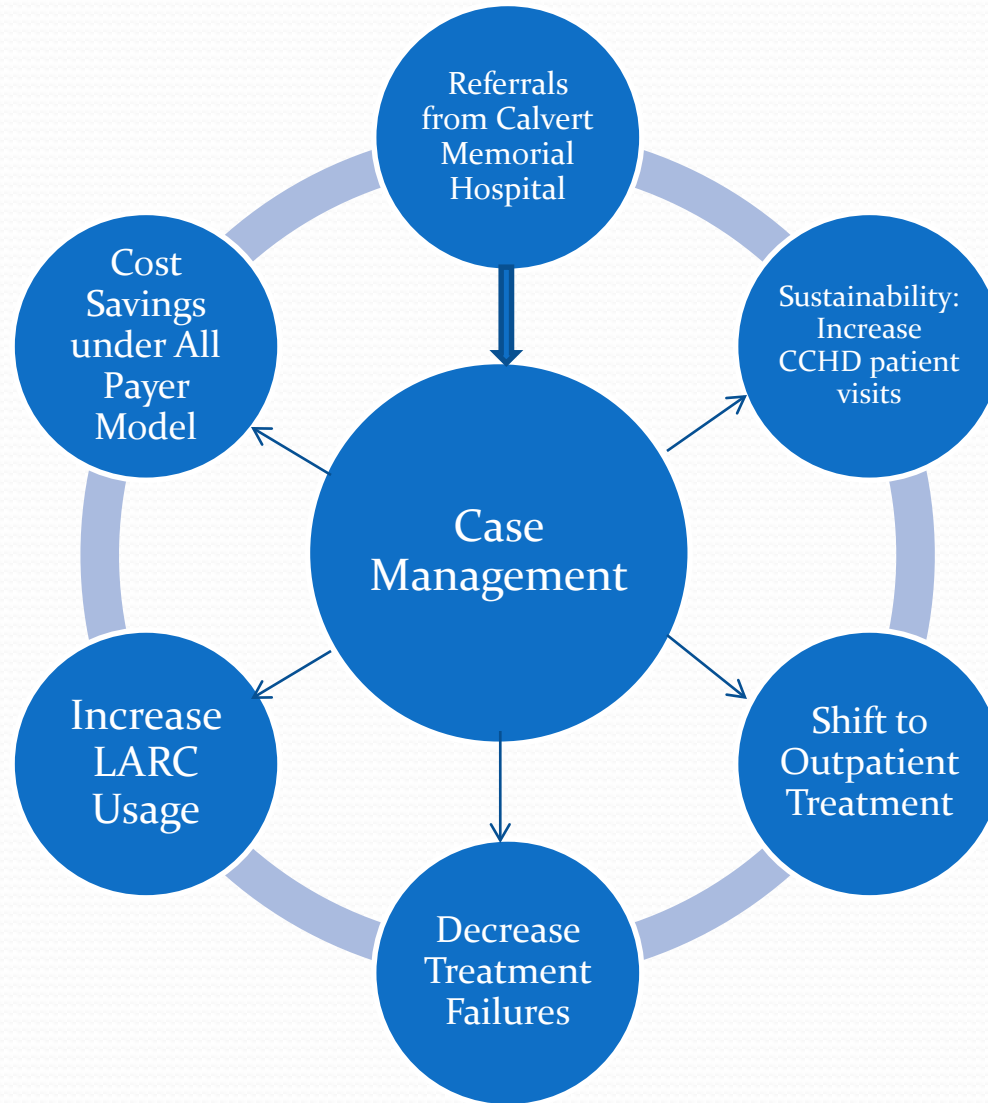 Referrals
from Calvert
Memorial
Hospital
Cost
Savings
under All
Payer
Model
Sustainability:
Increase
CCHD patient
visits
Case
Management
Increase
LARC
Usage
Shift to
Outpatient
Treatment
Decrease
Treatment
Failures